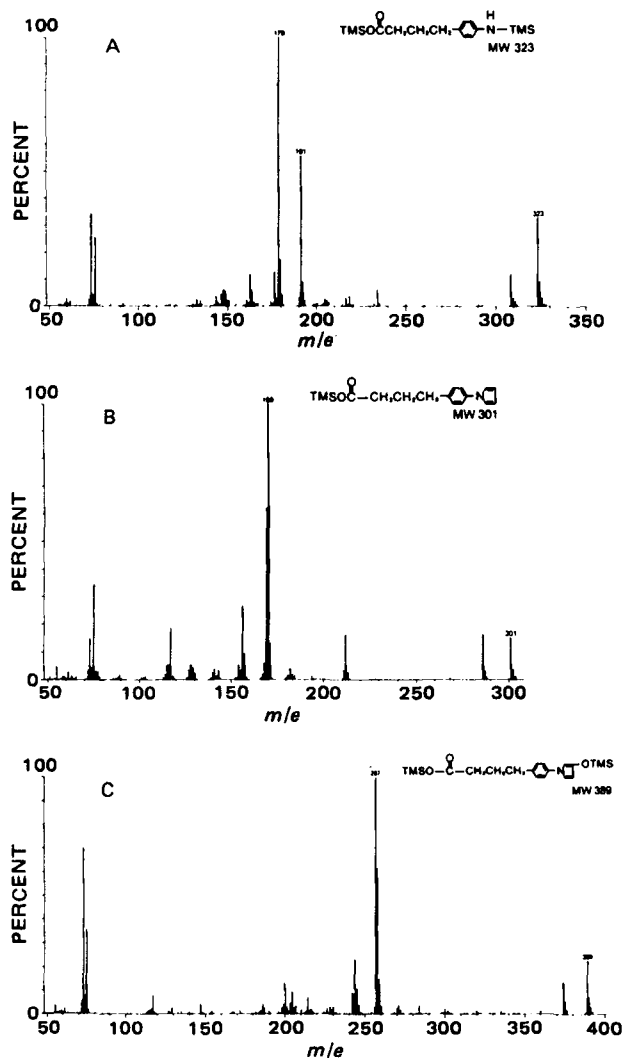 100
A
O
TMSOCCH₂CH₂CH₂
H
N—TMS
MW 323
179
191
323
PERCENT
0
50 100 150 200 250 300 350
m/e
100
B
O
TMSOC—CH₂CH₂CH₂
N
MW 301
301
PERCENT
0
50 100 150 200 250 300
m/e
100
C
O
TMSO—C—CH₂CH₂CH₂
N
OTMS
MW 389
257
389
PERCENT
0
50 100 150 200 250 300 350 400
m/e